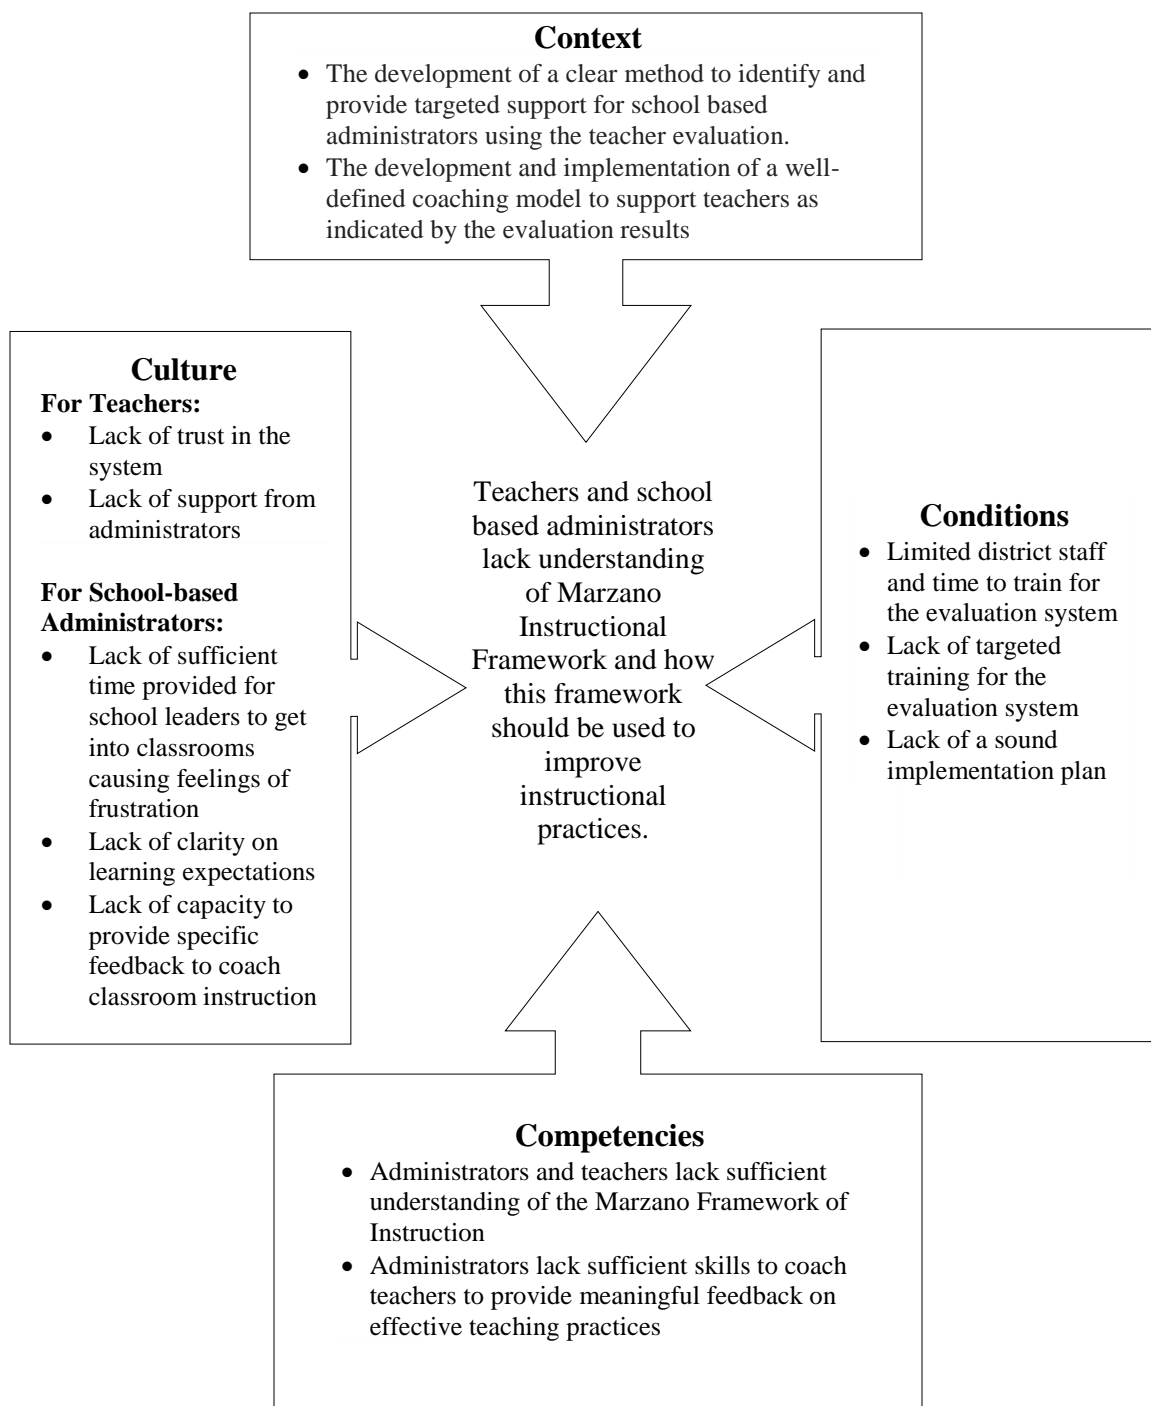 Context
• The development of a clear method to identify and
provide targeted support for school based
administrators using the teacher evaluation.
• The development and implementation of a well-
defined coaching model to support teachers as
indicated by the evaluation results
Culture
For Teachers:
• Lack of trust in the
system
• Lack of support from
administrators
For School-based
Administrators:
• Lack of sufficient
time provided for
school leaders to get
into classrooms
causing feelings of
frustration
• Lack of clarity on
learning expectations
• Lack of capacity to
provide specific
feedback to coach
classroom instruction
Teachers and school
based administrators
lack understanding
of Marzano
Instructional
Framework and how
this framework
should be used to
improve
instructional
practices.
Conditions
• Limited district staff
and time to train for
the evaluation system
• Lack of targeted
training for the
evaluation system
• Lack of a sound
implementation plan
Competencies
• Administrators and teachers lack sufficient
understanding of the Marzano Framework of
Instruction
• Administrators lack sufficient skills to coach
teachers to provide meaningful feedback on
effective teaching practices